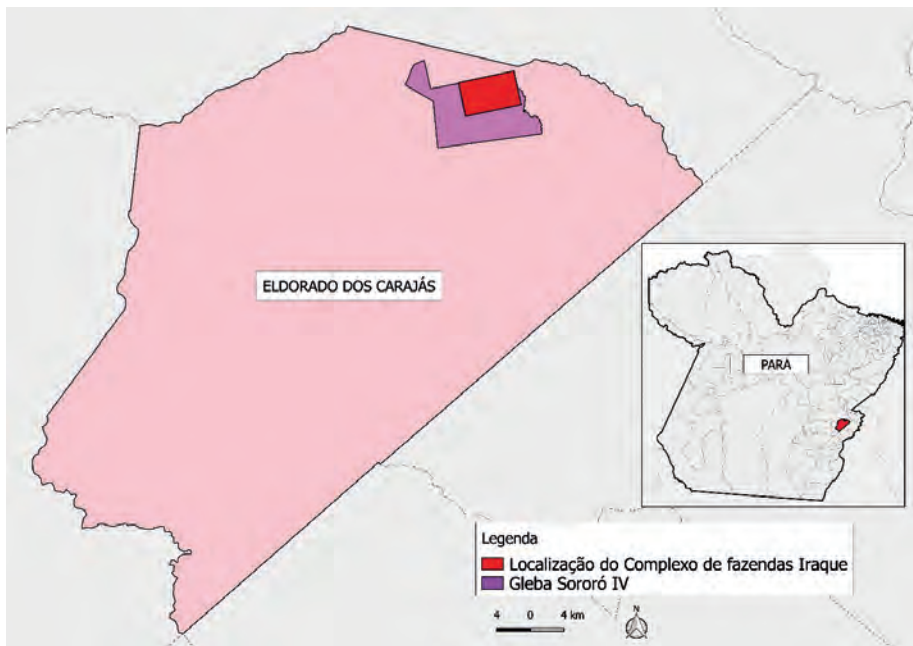 ELDORADO DOS CARAJÁS
PARÁ
Legenda
Localização do Complexo de fazendas Iraque
Gleba Sororó IV
4 0 4 km
N